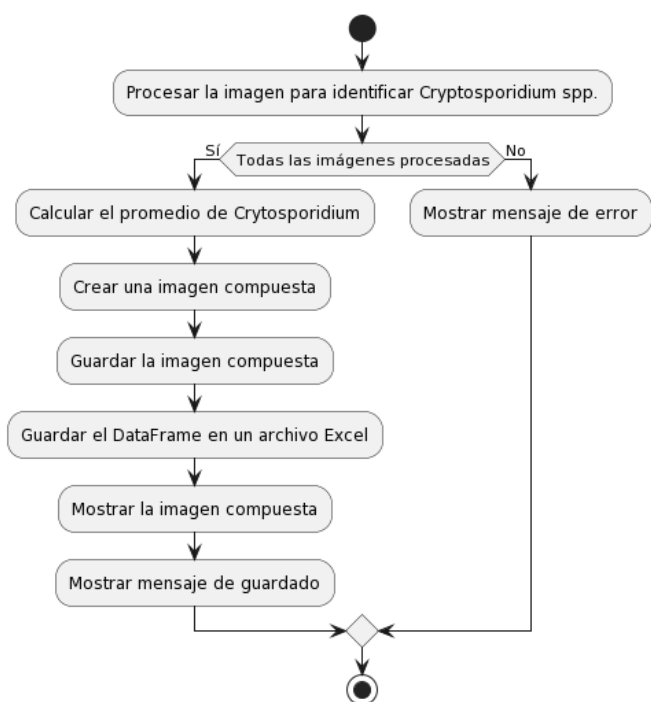 Procesar la imagen para identificar Cryptosporidium spp.
Sí
Todas las imágenes procesadas
No
Calcular el promedio de Crytosporidium
Mostrar mensaje de error
Crear una imagen compuesta
Guardar la imagen compuesta
Guardar el DataFrame en un archivo Excel
Mostrar la imagen compuesta
Mostrar mensaje de guardado